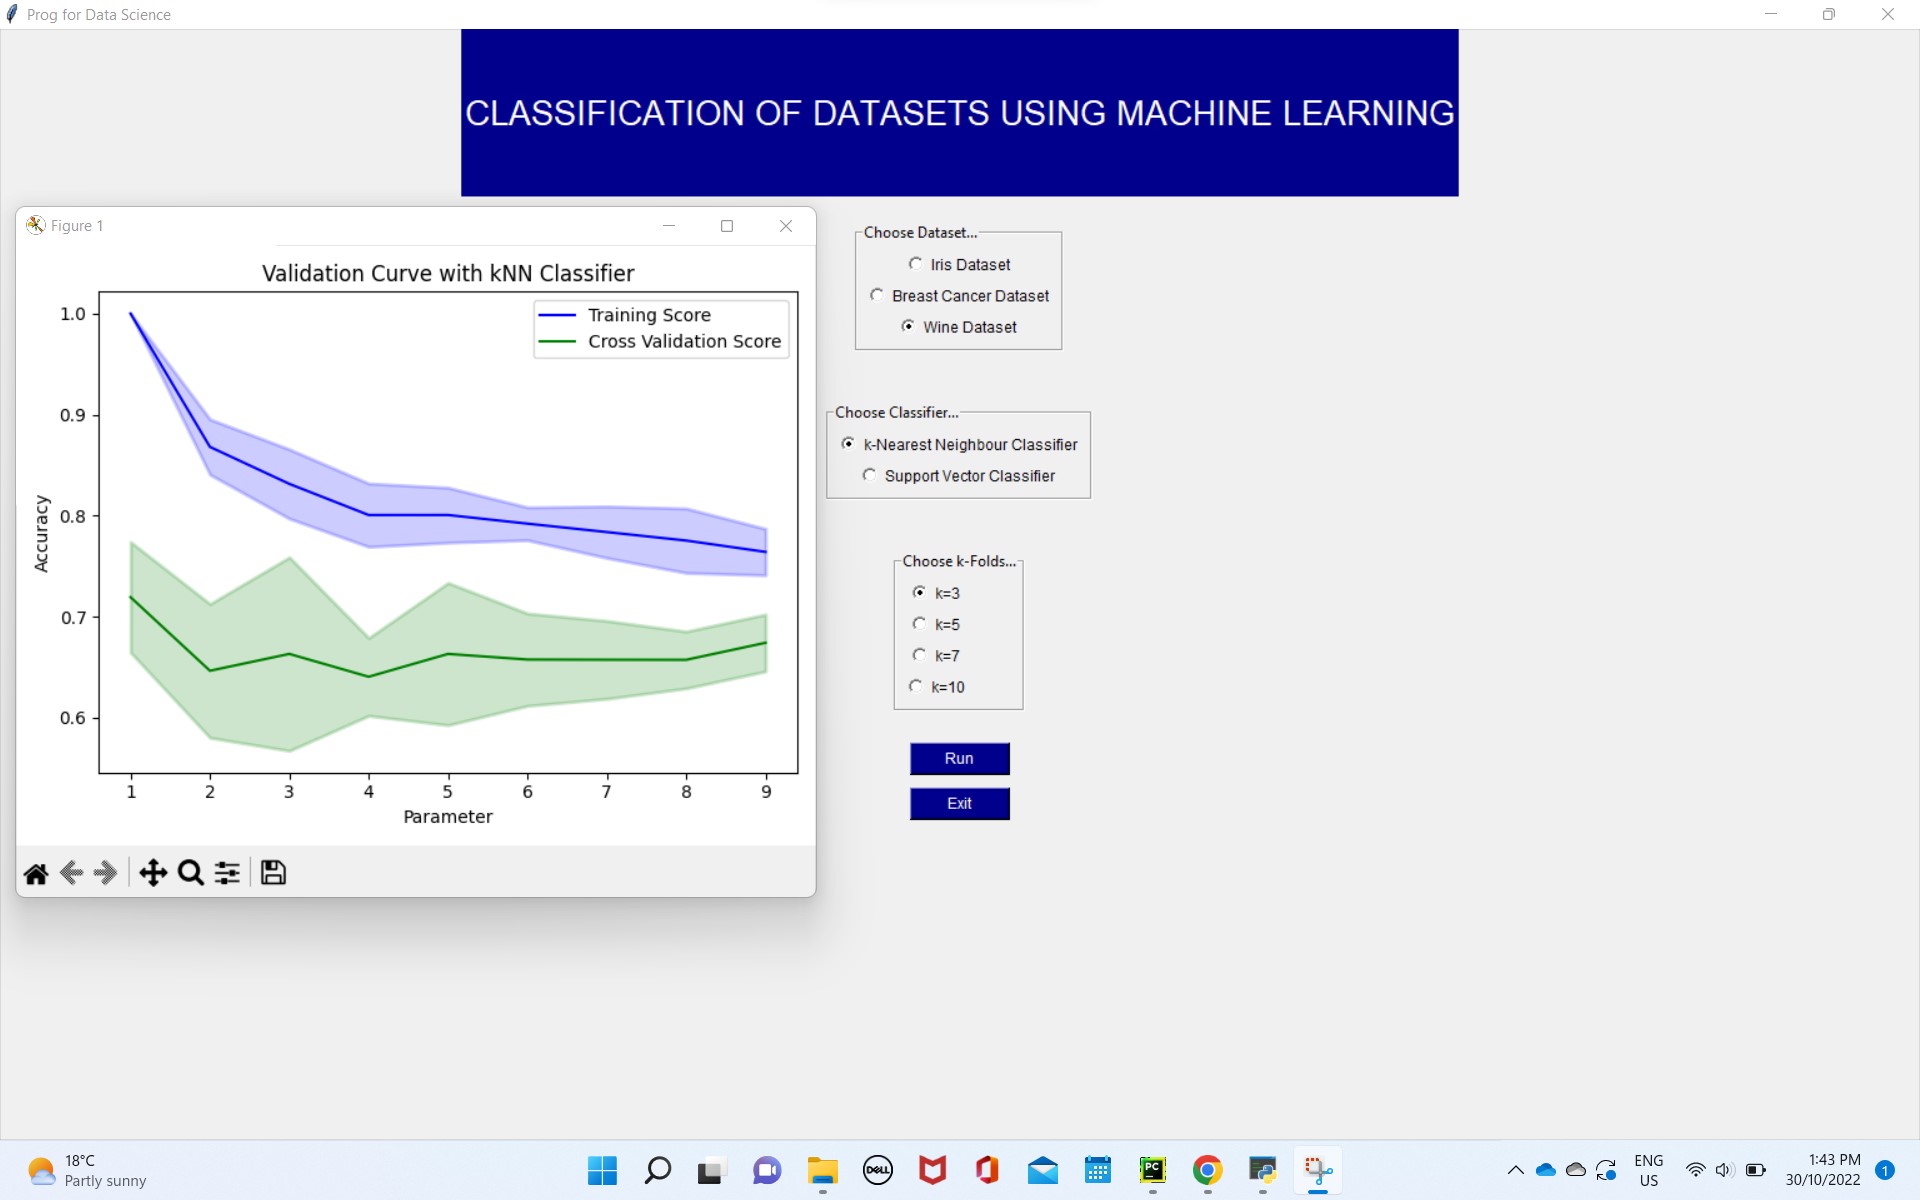 Prog for Data Science
CLASSIFICATION OF DATASETS USING MACHINE LEARNING
Figure 1
Validation Curve with kNN Classifier
Training Score
Cross Validation Score
1.0
0.9
0.8
0.7
0.6
Accuracy
1 2 3 4 5 6 7 8 9
Parameter
Choose Dataset...
Iris Dataset
Breast Cancer Dataset
Wine Dataset
Choose Classifier...
k-Nearest Neighbour Classifier
Support Vector Classifier
Choose k-Folds...
k=3
k=5
k=7
k=10
Run
Exit
18°C
Partly sunny
DELL
PC
ENG
US
1:43 PM
30/10/2022
1